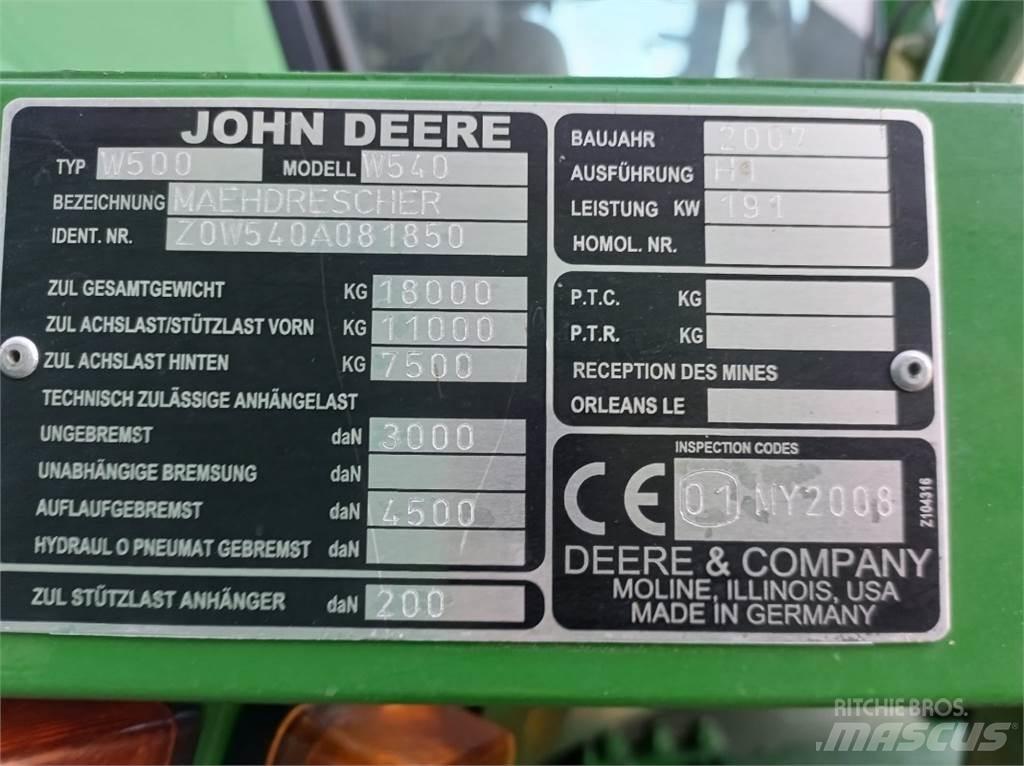 JOHN DEERE
TYP W500 MODELL W540
BEZEICHNUNG MAEHDRESCHER
IDENT. NR. Z0W540A081850
ZUL GESAMTGEWICHT KG 18000
ZUL ACHSLAST/STÜTZLAST VORN KG 11000
ZUL ACHSLAST HINTEN KG 7500
TECHNISCH ZULÄSSIGE ANHÄNGELAST
UNGEBREMST daN 3000
UNABHÄNGIGE BREMSUNG daN
AUFLAUFGEBREMST daN 4500
HYDRAUL O PNEUMAT GEBREMST daN
ZUL STÜTZLAST ANHÄNGER daN 200
BAUJAHR 2007
AUSFÜHRUNG
LEISTUNG KW 191
HOMOL. NR.
P.T.C. KG
P.T.R. KG
RECEPTION DES MINES
ORLEANS LE
INSPECTION CODES
CE 01 MY2008
Z104316
DEERE & COMPANY
MOLINE, ILLINOIS, USA
MADE IN GERMANY
RITCHIE BROS.
MASCUS